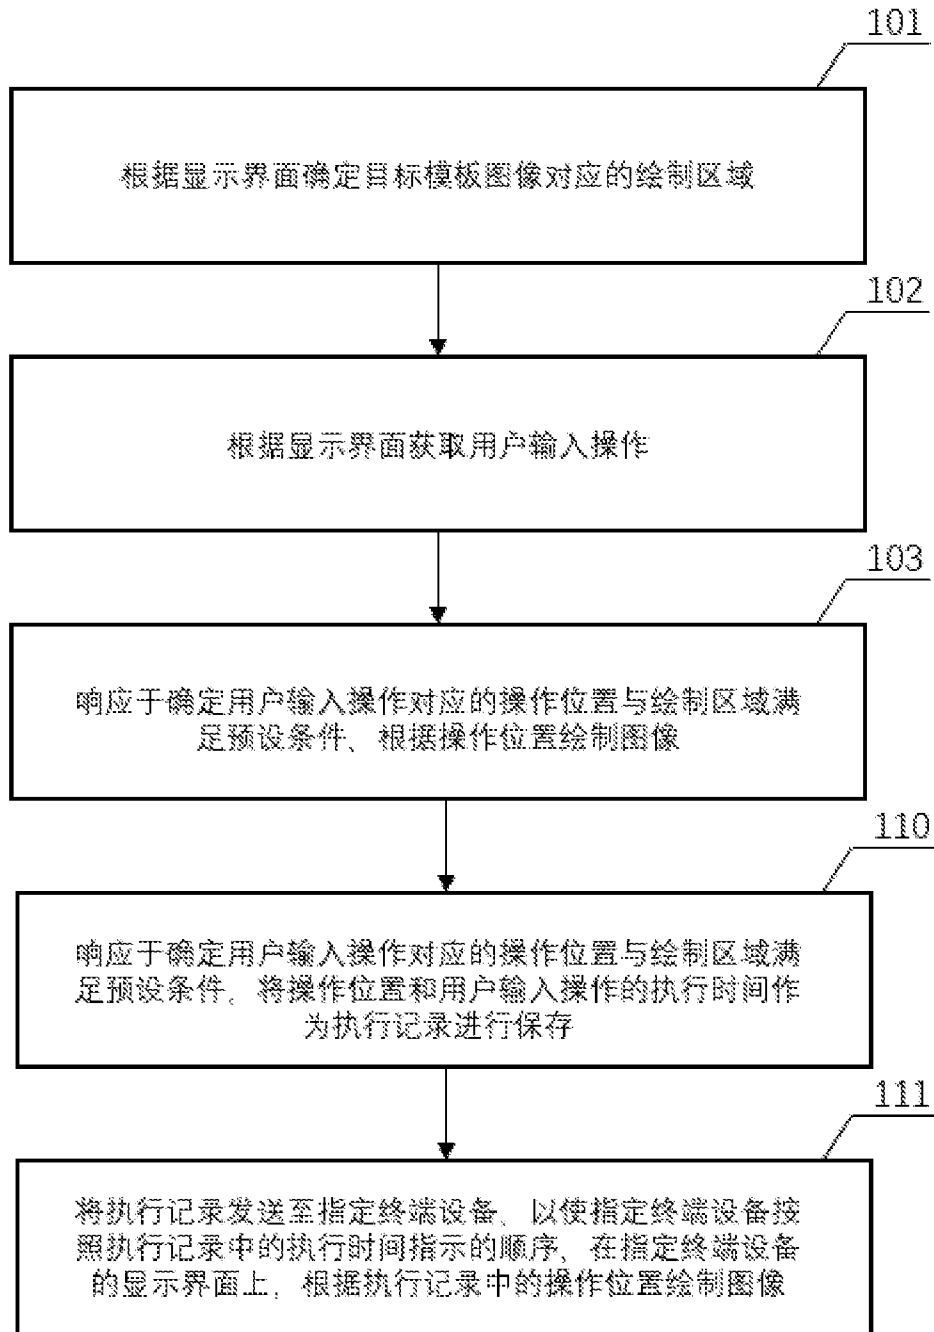 101
根据显示界面确定目标模板图像对应的绘制区域
102
根据显示界面获取用户输入操作
103
响应于确定用户输入操作对应的操作位置与绘制区域满
足预设条件、根据操作位置绘制图像
110
响应于确定用户输入操作对应的操作位置与绘制区域满
足预设条件，将操作位置和用户输入操作的执行时间作
为执行记录进行保存
111
将执行记录发送至指定终端设备、以使指定终端设备按
照执行记录中的执行时间指示的顺序、在指定终端设备
的显示界面上，根据执行记录中的操作位置绘制图像